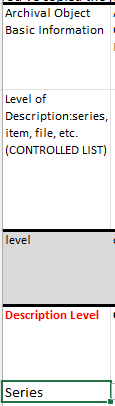 Archival Object
Basic Information
Level of
Description:series,
item, file, etc.
(CONTROLLED LIST)
level
Description Level
Series